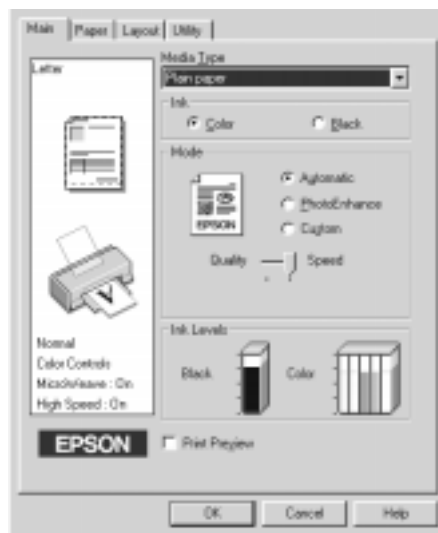 Main Paper Layout Utility
Letter
Media Type
Plain paper
Ink
Color Black
Mode
Automatic
PhotoEnhance
Custom
EPSON
Quality Speed
Normal
Color Controls
MicroWeave : On
High Speed : On
Ink Levels
Black Color
EPSON
Print Preview
OK Cancel Help